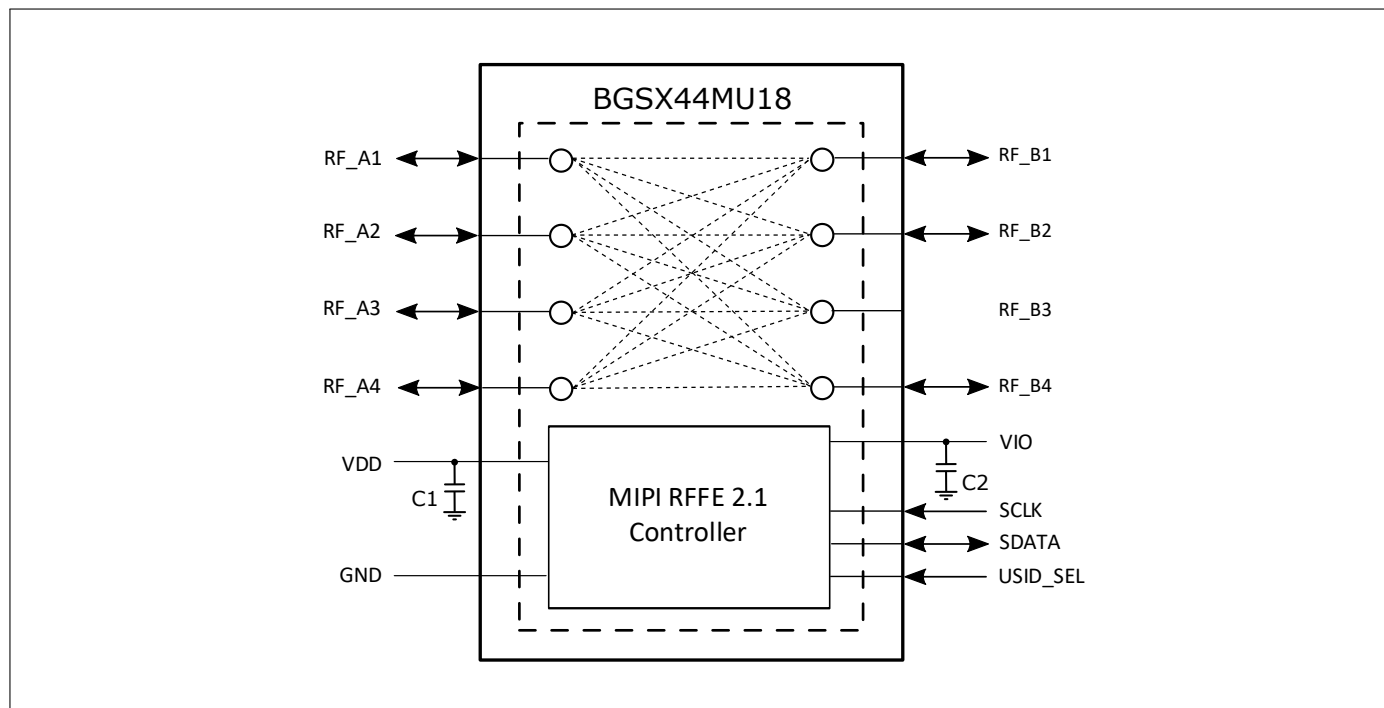 BGSX44MU18
RF_A1
RF_B1
RF_A2
RF_B2
RF_A3
RF_B3
RF_A4
RF_B4
VDD
VIO
C1
C2
MIPI RFFE 2.1
Controller
SCLK
SDATA
GND
USID_SEL